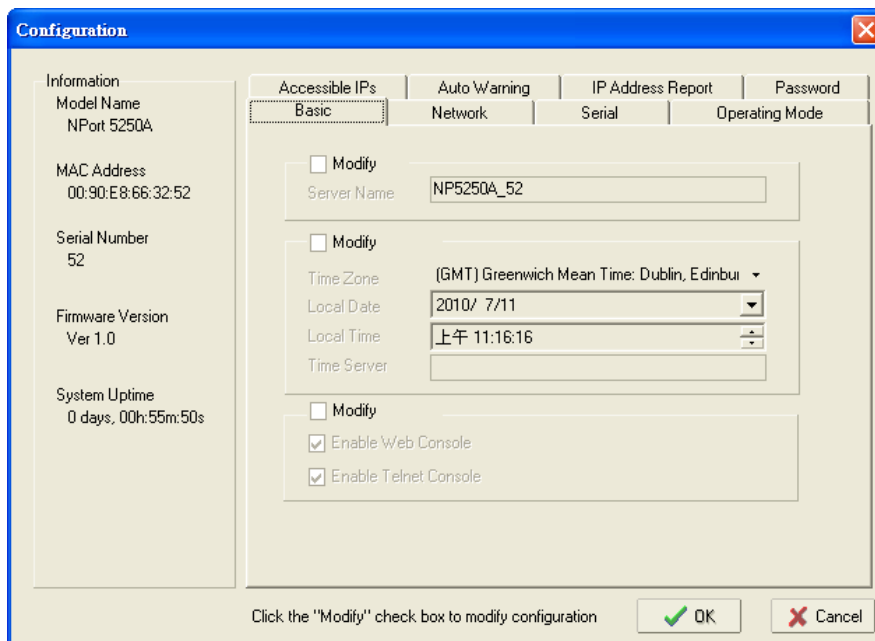 Configuration
Information
Model Name
NPort 5250A
MAC Address
00:90:E8:66:32:52
Serial Number
52
Firmware Version
Ver 1.0
System Uptime
0 days, 00h:55m:50s
Accessible IPs
Auto Warning
IP Address Report
Password
Basic
Network
Serial
Operating Mode
Modify
Server Name
NP5250A_52
Modify
Time Zone
(GMT) Greenwich Mean Time: Dublin, Edinbur
Local Date
2010/ 7/11
Local Time
上午 11:16:16
Time Server
Modify
Enable Web Console
Enable Telnet Console
Click the "Modify" check box to modify configuration
OK
Cancel